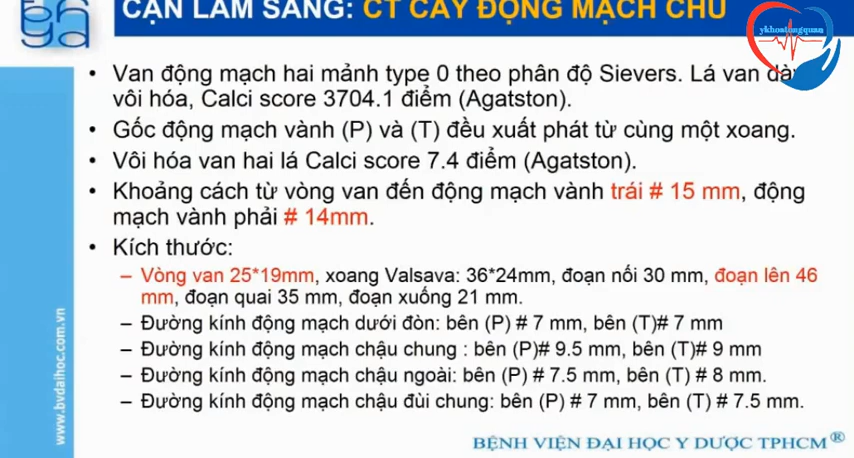 CẬN LÂM SÀNG: CT CÂY ĐỘNG MẠCH CHỦ
ykhoatongquan
• Van động mạch hai mảnh type 0 theo phân độ Sievers. Lá van dày
vôi hóa, Calci score 3704.1 điểm (Agatston).
• Gốc động mạch vành (P) và (T) đều xuất phát từ cùng một xoang.
• Vôi hóa van hai lá Calci score 7.4 điểm (Agatston).
• Khoảng cách từ vòng van đến động mạch vành trái # 15 mm, động
mạch vành phải # 14mm.
• Kích thước:
– Vòng van 25*19mm, xoang Valsava: 36*24mm, đoạn nối 30 mm, đoạn lên 46
mm, đoạn quai 35 mm, đoạn xuống 21 mm.
– Đường kính động mạch dưới đòn: bên (P) # 7 mm, bên (T)# 7 mm
– Đường kính động mạch chậu chung : bên (P)# 9.5 mm, bên (T)# 9 mm
– Đường kính động mạch chậu ngoài: bên (P) # 7.5 mm, bên (T) # 8 mm.
– Đường kính động mạch chậu đùi chung: bên (P) # 7 mm, bên (T) # 7.5 mm.
www.bvdaihoc.com.vn
BỆNH VIỆN ĐẠI HỌC Y DƯỢC TPHCM ®